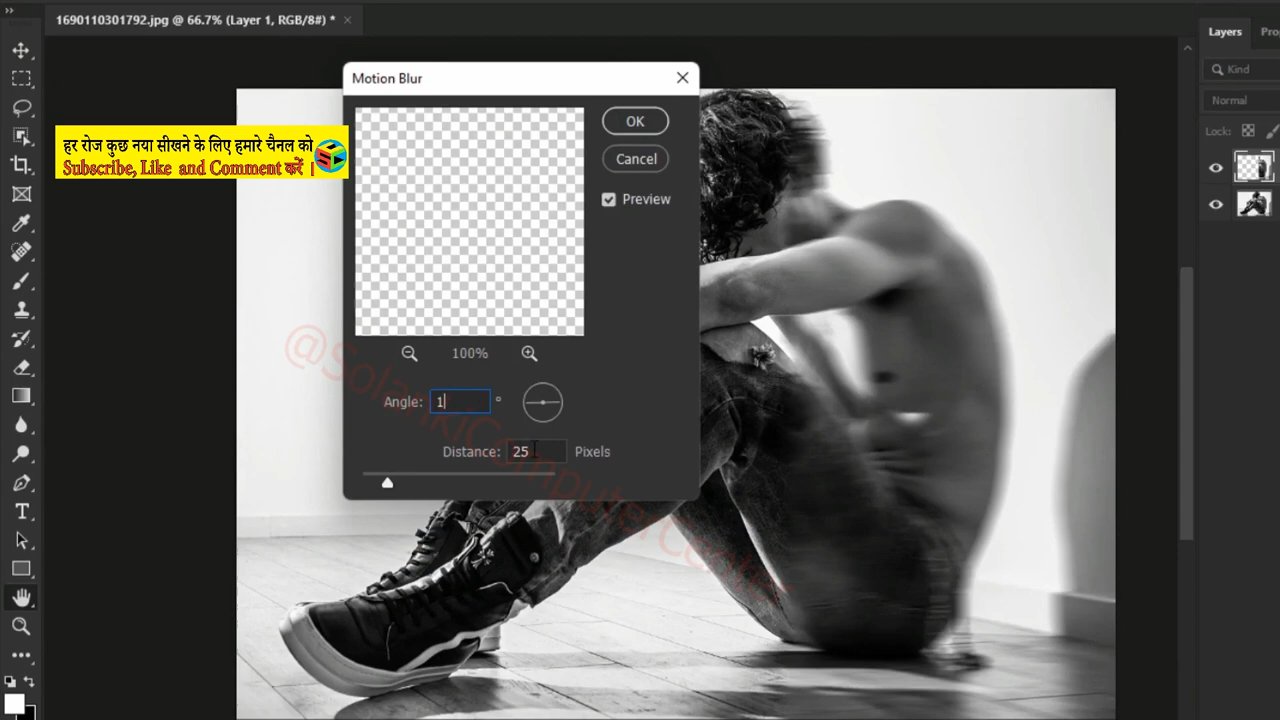 1690110301792.jpg @ 66.7% (Layer 1, RGB/8#) *
Layers
Motion Blur
Kind
OK
Normal
Lock:
हर रोज कुछ नया सीखने के लिए हमारे चैनल को
Subscribe, Like and Comment करें |
Cancel
Preview
100%
Angle: 1 °
Distance: 25 Pixels
@SolankiComputerCenter